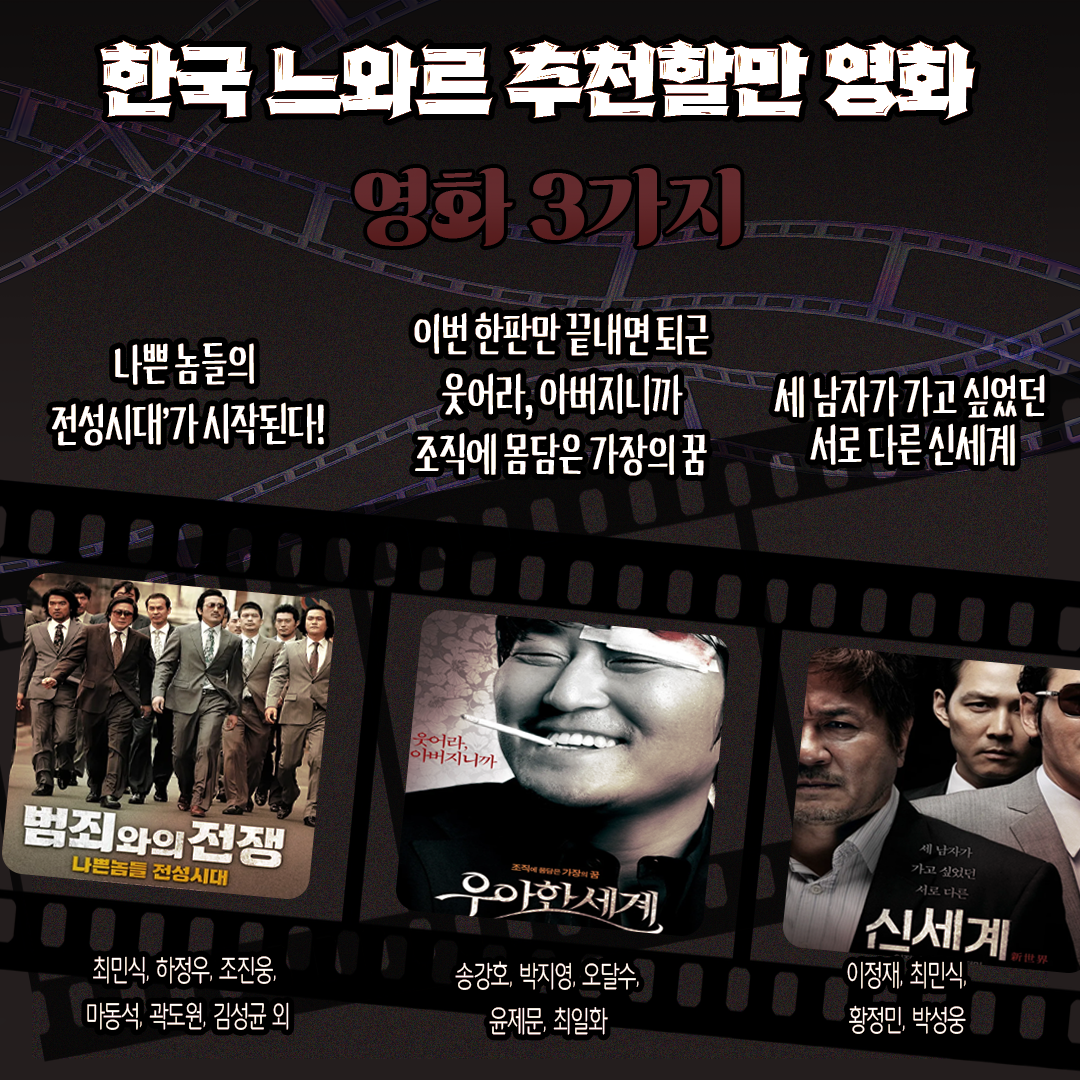 한국 느와르 추천할만 영화
영화 3가지
나쁜 놈들의
전성시대'가 시작된다!
이번 한판만 끝내면 퇴근
웃어라, 아버지니까
조직에 몸담은 가장의 꿈
세 남자가 가고 싶었던
서로 다른 신세계
범죄와의 전쟁
나쁜놈들 전성시대
최민식, 하정우, 조진웅,
마동석, 곽도원, 김성균 외
웃어라,
아버지니까
조직에 몸담은 가장의 꿈
우아한세계
송강호, 박지영, 오달수,
윤제문, 최일화
세 남자가
가고 싶었던
서로 다른
신세계
新世界
이정재, 최민식,
황정민, 박성웅